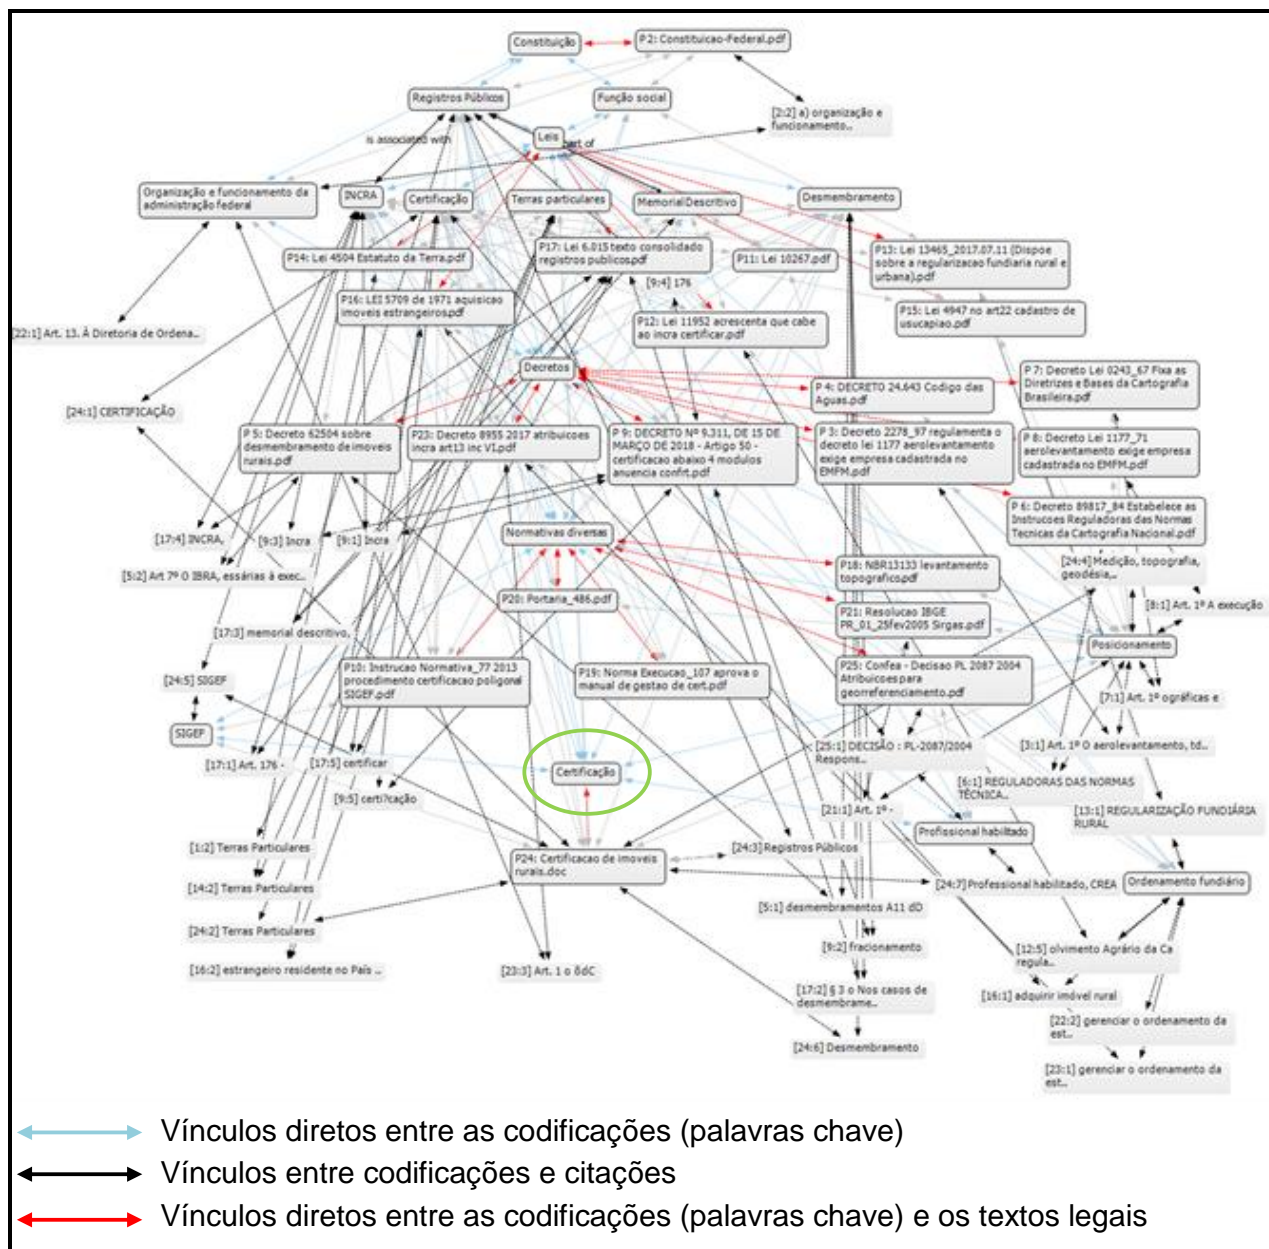 Constituição
P 2: Constituicao-Federal.pdf
Registros Públicos
Função social
[2:2] a) organização e
funcionamento..
Leis
is associated with
part of
Organização e funcionamento da
administração federal
INCRA
Certificação
Terras particulares
Memorial Descritivo
Desmembramento
P14: Lei 4504 Estatuto da Terra.pdf
P17: Lei 6.015 texto consolidado
registros publicos.pdf
P11: Lei 10267.pdf
P13: Lei 13465_2017.07.11 (Dispoe
sobre a regularizacao fundiaria rural e
urbana).pdf
[9:4] 176
P16: LEI 5709 de 1971 aquisicao
imoveis estrangeiros.pdf
P12: Lei 11952 acrescenta que cabe
ao incra certificar.pdf
P15: Lei 4947 no art22 cadastro de
usucapiao.pdf
[22:1] Art. 13. À Diretoria de Ordena..
Decretos
P 4: DECRETO 24.643 Codigo das
Aguas.pdf
P 7: Decreto Lei 0243_67 Fixa as
Diretrizes e Bases da Cartografia
Brasileira.pdf
[24:1] CERTIFICAÇÃO
P 5: Decreto 62504 sobre
desmembramento de imoveis
rurais.pdf
P23: Decreto 8955 2017 atribuicoes
incra art13 inc VI.pdf
P 9: DECRETO Nº 9.311, DE 15 DE
MARÇO DE 2018 - Artigo 50 -
certificacao abaixo 4 modulos
anuencia confirt.pdf
P 3: Decreto 2278_97 regulamenta o
decreto lei 1177 aerolevantamento
exige empresa cadastrada no
EMFM.pdf
P 8: Decreto Lei 1177_71
aerolevantamento exige empresa
cadastrada no EMFM.pdf
P 6: Decreto 89817_84 Estabelece as
Instrucoes Reguladoras das Normas
Tecnicas da Cartografia Nacional.pdf
[17:4] INCRA,
[9:3] Incra
[9:1] Incra
Normativas diversas
[5:2] Art 7º O IBRA, essárias à exec..
P18: NBR13133 levantamento
topografico.pdf
[24:4] Medição, topografia,
geodésia,..
P20: Portaria_486.pdf
P21: Resolucao IBGE
PR_01_25fev2005 Sirgas.pdf
[8:1] Art. 1º A execução
[17:3] memorial descritivo,
Posicionamento
P10: Instrucao Normativa_77 2013
procedimento certificacao poligonal
SIGEF.pdf
P19: Norma Execucao_107 aprova o
manual de gestao de cert.pdf
P25: Confea - Decisao PL 2087 2004
Atribuicoes para
georreferenciamento.pdf
[24:5] SIGEF
[7:1] Art. 1º ográficas e
SIGEF
[17:1] Art. 176 -
[17:5] certificar
Certificação
[25:1] DECISÃO : PL-2087/2004
Respons..
[3:1] Art. 1º O aerolevantamento, td..
[9:5] certi?cação
[6:1] REGULADORAS DAS NORMAS
TÉCNICA..
[21:1] Art. 1º -
[13:1] REGULARIZAÇÃO FUNDIÁRIA
RURAL
Profissional habilitado
[1:2] Terras Particulares
[24:3] Registros Públicos
P24: Certificacao de imoveis
rurais.doc
[14:2] Terras Particulares
[24:7] Professional habilitado, CREA
Ordenamento fundiário
[5:1] desmembramentos A11 dD
[24:2] Terras Particulares
[9:2] fracionamento
[12:5] olvimento Agrário da Ca
regula..
[16:2] estrangeiro residente no País ..
[23:3] Art. 1 o õdC
[17:2] § 3 o Nos casos de
desmembrame..
[16:1] adquirir imóvel rural
[22:2] gerenciar o ordenamento da
est..
[24:6] Desmembramento
[23:1] gerenciar o ordenamento da
est..
Vínculos diretos entre as codificações (palavras chave)
Vínculos entre codificações e citações
Vínculos diretos entre as codificações (palavras chave) e os textos legais